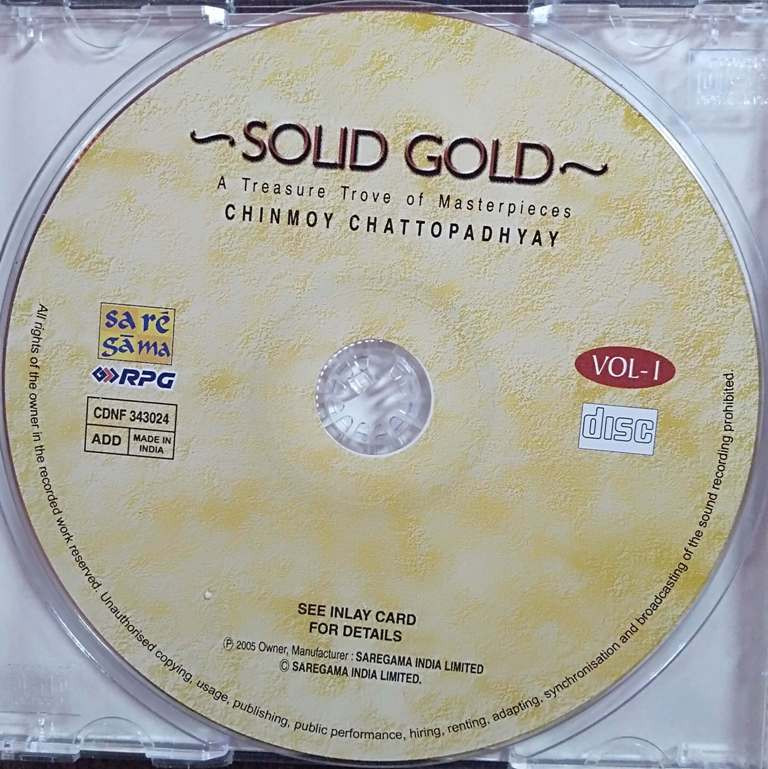 ~SOLID GOLD~
A Treasure Trove of Masterpieces
CHINMOY CHATTOPADHYAY
sa rē
gāma
RPG
CDNF 343024
ADD
MADE IN
INDIA
VOL-I
disc
SEE INLAY CARD
FOR DETAILS
Ⓟ 2005 Owner, Manufacturer : SAREGAMA INDIA LIMITED
© SAREGAMA INDIA LIMITED.
All rights of the owner in the recorded work reserved. Unauthorised copying, usage, publishing, public performance, hiring, renting, adapting, synchronisation and broadcasting of the sound recording prohibited.